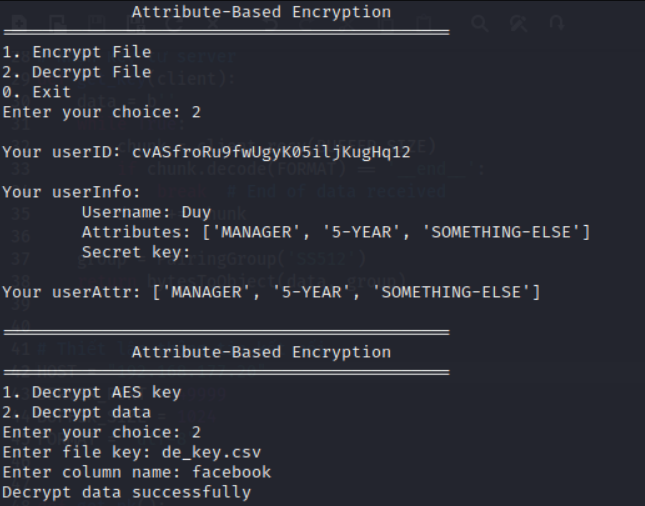 Attribute-Based Encryption
1. Encrypt File
2. Decrypt File
0. Exit
Enter your choice: 2
Your userID: cvASfroRu9fwUgyK05iljKugHq12
Your userInfo:
Username: Duy
Attributes: ['MANAGER', '5-YEAR', 'SOMETHING-ELSE']
Secret key:
Your userAttr: ['MANAGER', '5-YEAR', 'SOMETHING-ELSE']
Attribute-Based Encryption
1. Decrypt AES key
2. Decrypt data
Enter your choice: 2
Enter file key: de_key.csv
Enter column name: facebook
Decrypt data successfully